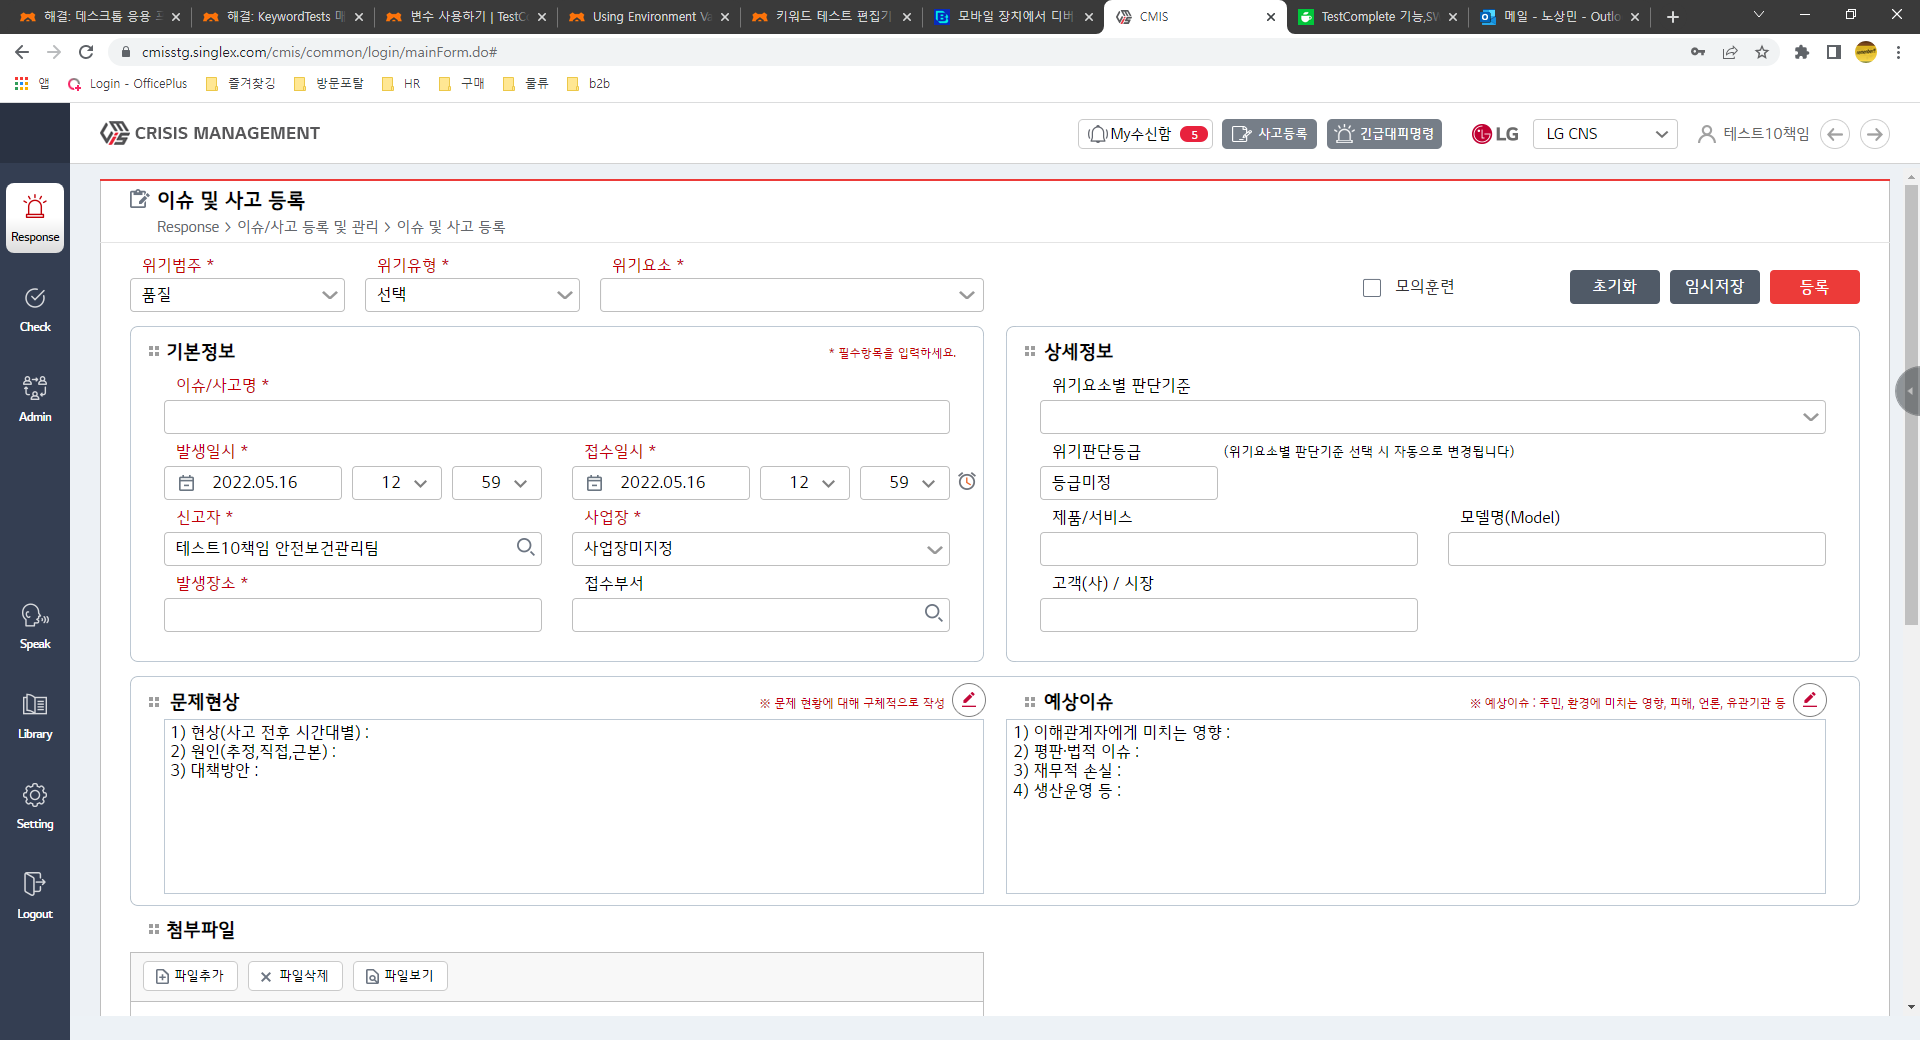 해결: 데스크톱 응용 프
해결: KeywordTests 매
변수 사용하기 | TestC
Using Environment Va
키워드 테스트 편집기
모바일 장치에서 디버
CMIS
TestComplete 기능,SV
메일 - 노상민 - Outlo
cmisstg.singlex.com/cmis/common/login/mainForm.do#
앱
Login - OfficePlus
즐겨찾깅
방문포탈
HR
구매
물류
b2b
CRISIS MANAGEMENT
My수신함 5
사고등록
긴급대피명령
LG
LG CNS
테스트10책임
Response
Check
Admin
Speak
Library
Setting
Logout
이슈 및 사고 등록
Response > 이슈/사고 등록 및 관리 > 이슈 및 사고 등록
위기범주 *
위기유형 *
위기요소 *
품질
선택
모의훈련
초기화
임시저장
등록
기본정보
* 필수항목을 입력하세요.
이슈/사고명 *
발생일시 *
접수일시 *
2022.05.16
12
59
2022.05.16
12
59
신고자 *
사업장 *
테스트10책임 안전보건관리팀
사업장미지정
발생장소 *
접수부서
상세정보
위기요소별 판단기준
위기판단등급
(위기요소별 판단기준 선택 시 자동으로 변경됩니다)
등급미정
제품/서비스
모델명(Model)
고객(사) / 시장
문제현상
※ 문제 현황에 대해 구체적으로 작성
1) 현상(사고 전후 시간대별) :
2) 원인(추정,직접,근본) :
3) 대책방안 :
예상이슈
※ 예상이슈 : 주민, 환경에 미치는 영향, 피해, 언론, 유관기관 등
1) 이해관계자에게 미치는 영향 :
2) 평판·법적 이슈 :
3) 재무적 손실 :
4) 생산운영 등 :
첨부파일
파일추가
파일삭제
파일보기